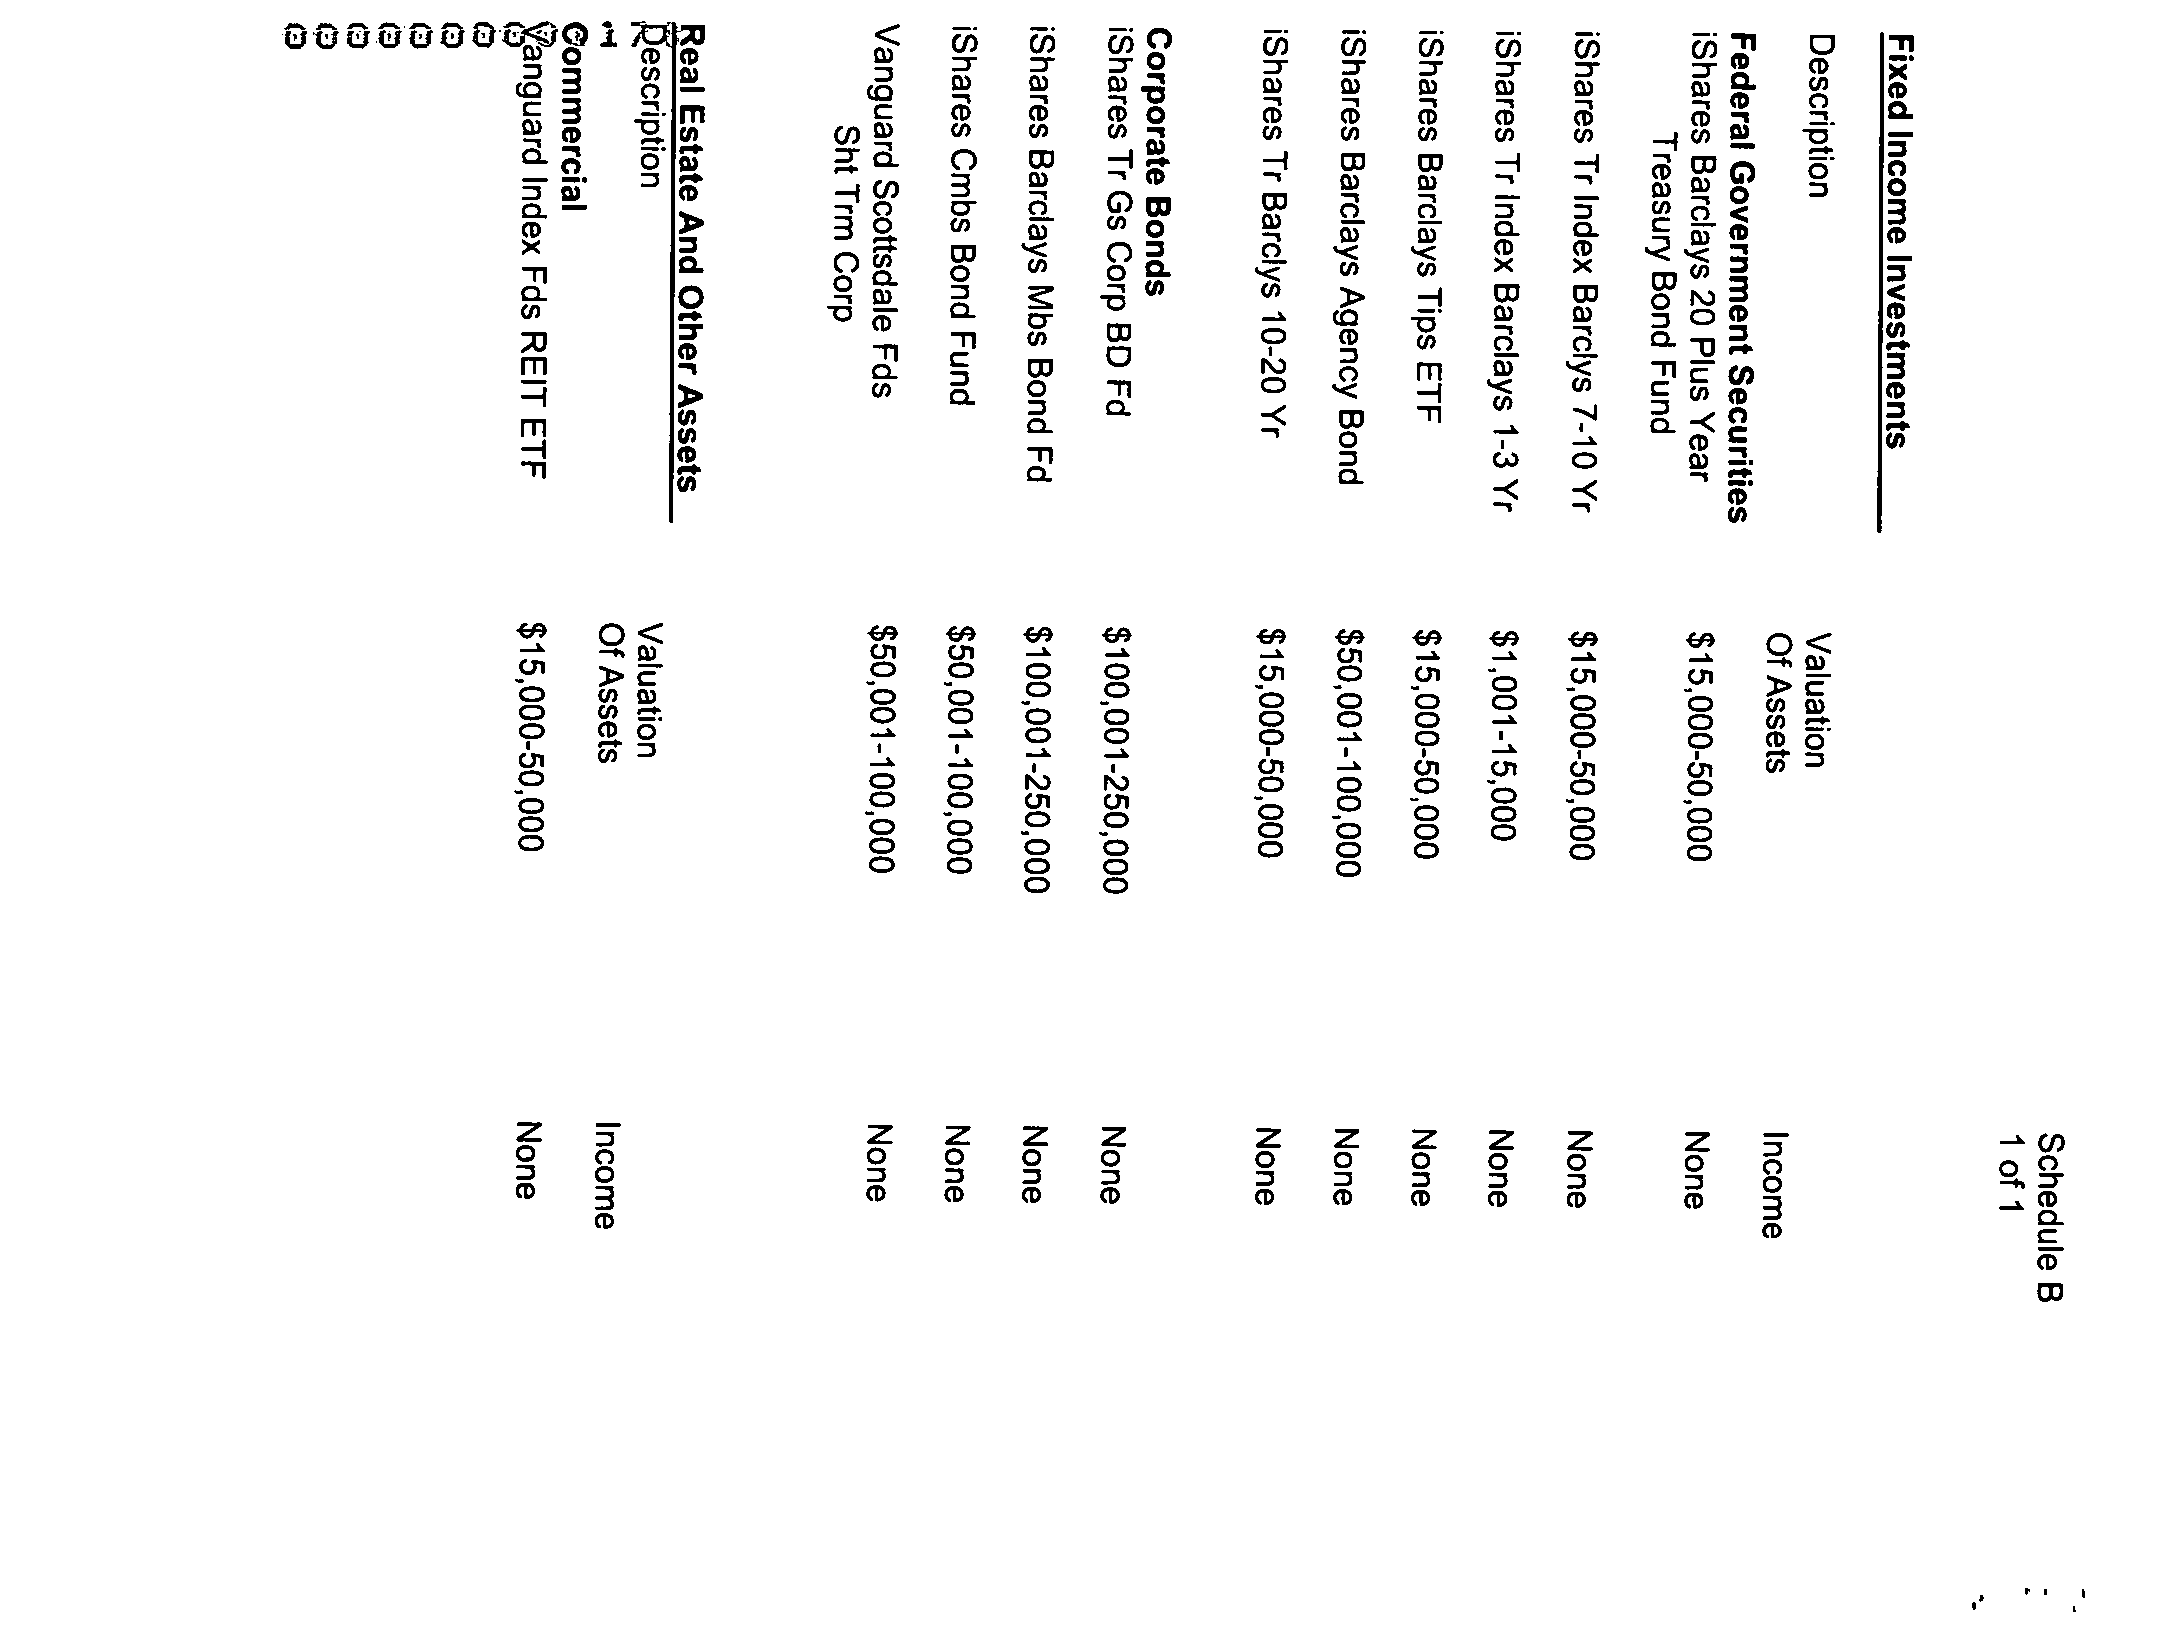 Schedule B
1 of 1
Fixed Income Investments
Description Valuation Of Assets Income
Federal Government Securities
iShares Barclays 20 Plus Year $15,000-50,000 None
Treasury Bond Fund
iShares Tr Index Barclys 7-10 Yr $15,000-50,000 None
iShares Tr Index Barclays 1-3 Yr $1,001-15,000 None
iShares Barclays Tips ETF $15,000-50,000 None
iShares Barclays Agency Bond $50,001-100,000 None
iShares Tr Barclys 10-20 Yr $15,000-50,000 None
Corporate Bonds
iShares Tr Gs Corp BD Fd $100,001-250,000 None
iShares Barclays Mbs Bond Fd $100,001-250,000 None
iShares Cmbs Bond Fund $50,001-100,000 None
Vanguard Scottsdale Fds $50,001-100,000 None
Sht Trm Corp
Real Estate And Other Assets
Description Valuation
Of Assets Income
Commercial
Vanguard Index Fds REIT ETF $15,000-50,000 None